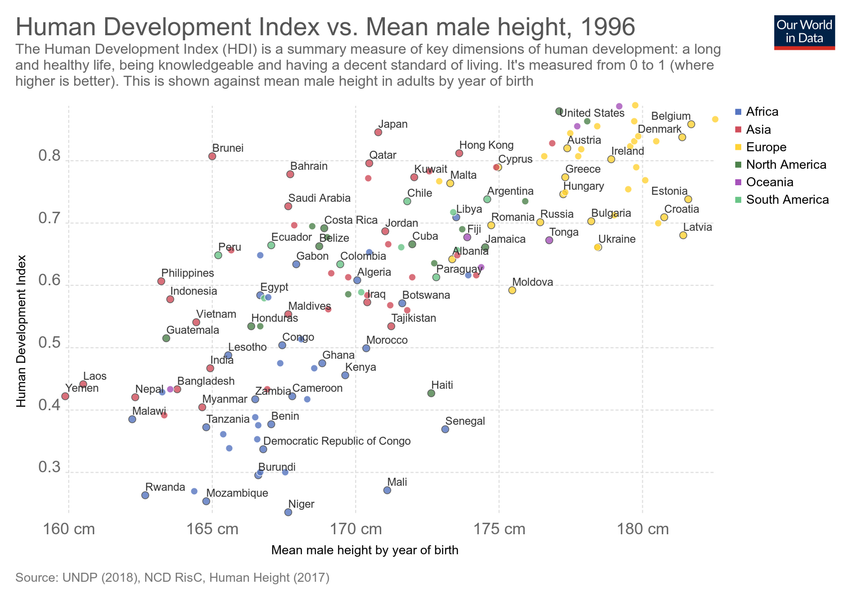 Human Development Index vs. Mean male height, 1996
Our World
in Data
The Human Development Index (HDI) is a summary measure of key dimensions of human development: a long
and healthy life, being knowledgeable and having a decent standard of living. It's measured from 0 to 1 (where
higher is better). This is shown against mean male height in adults by year of birth
United States
Africa
Belgium
Japan
Denmark
Asia
Brunei
Hong Kong
Austria
Ireland
Europe
Qatar
Cyprus
0.8
Bahrain
Kuwait
Malta
Greece
North America
Hungary
Oceania
Saudi Arabia
Chile
Argentina
Estonia
South America
Costa Rica
Jordan
Libya
Romania
Russia
Bulgaria
Croatia
0.7
Peru
Ecuador
Belize
Cuba
Fiji
Jamaica
Tonga
Ukraine
Latvia
Gabon
Colombia
Albania
Philippines
Algeria
Paraguay
Indonesia
Egypt
Iraq
Botswana
Moldova
0.6
Vietnam
Honduras
Maldives
Tajikistan
Guatemala
0.5
Lesotho
Congo
Morocco
India
Ghana
Laos
Kenya
Yemen
Nepal
Bangladesh
Zambia
Cameroon
Haiti
0.4
Malawi
Myanmar
Tanzania
Benin
Senegal
Democratic Republic of Congo
0.3
Burundi
Rwanda
Mozambique
Mali
Niger
Human Development Index
160 cm
165 cm
170 cm
175 cm
180 cm
Mean male height by year of birth
Source: UNDP (2018), NCD RisC, Human Height (2017)